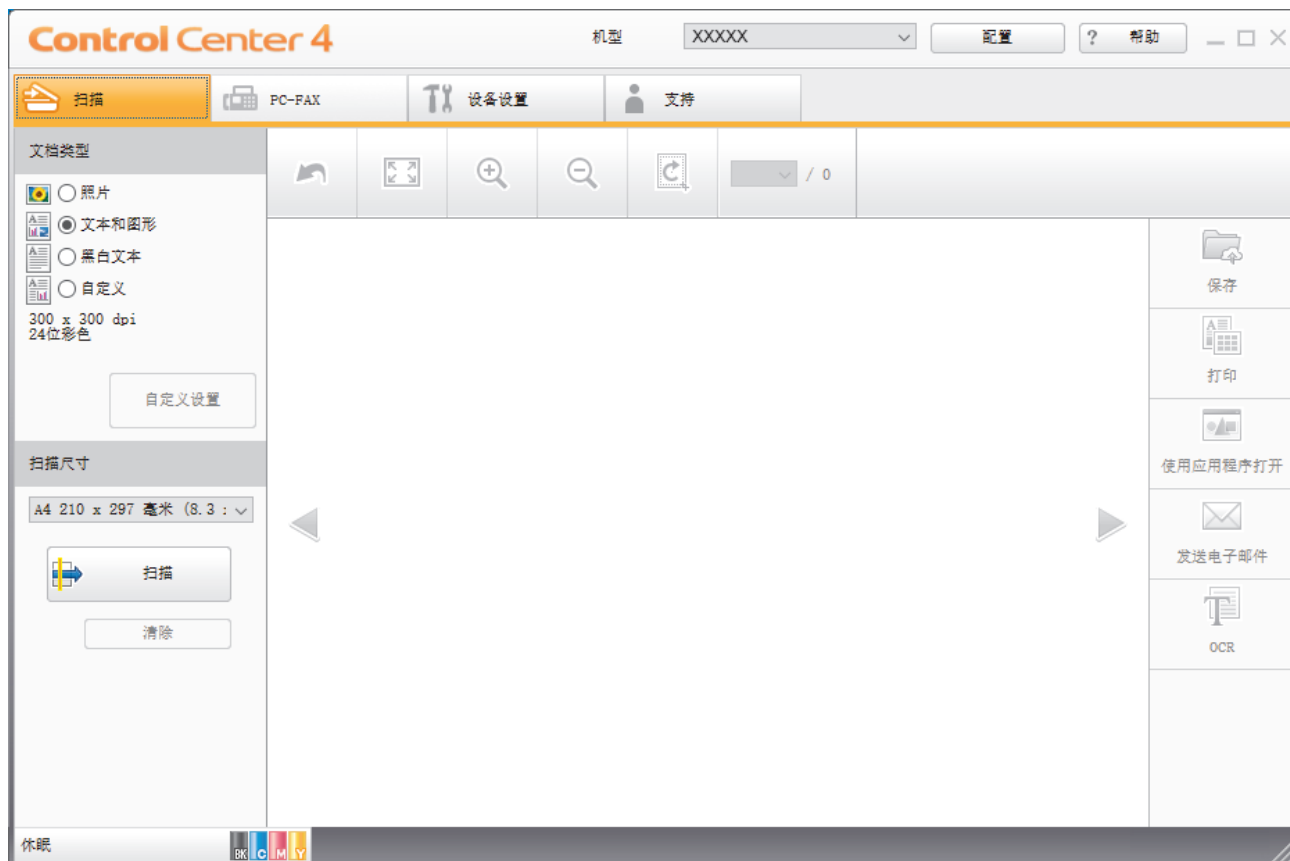 Control Center 4
机型
XXXXX
配置
? 帮助
扫描
PC-FAX
设备设置
支持
文档类型
照片
文本和图形
黑白文本
自定义
300 x 300 dpi
24位彩色
自定义设置
扫描尺寸
A4 210 x 297 毫米 (8.3 :
扫描
清除
/ 0
保存
打印
使用应用程序打开
发送电子邮件
OCR
休眠
BK C M Y